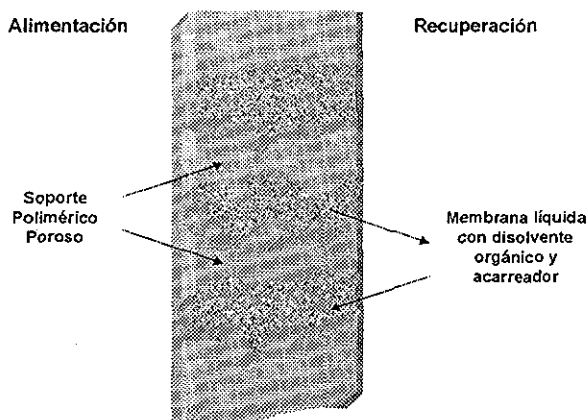 Alimentación
Recuperación
Soporte
Polimérico
Poroso
Membrana líquida
con disolvente
orgánico y
acarreador